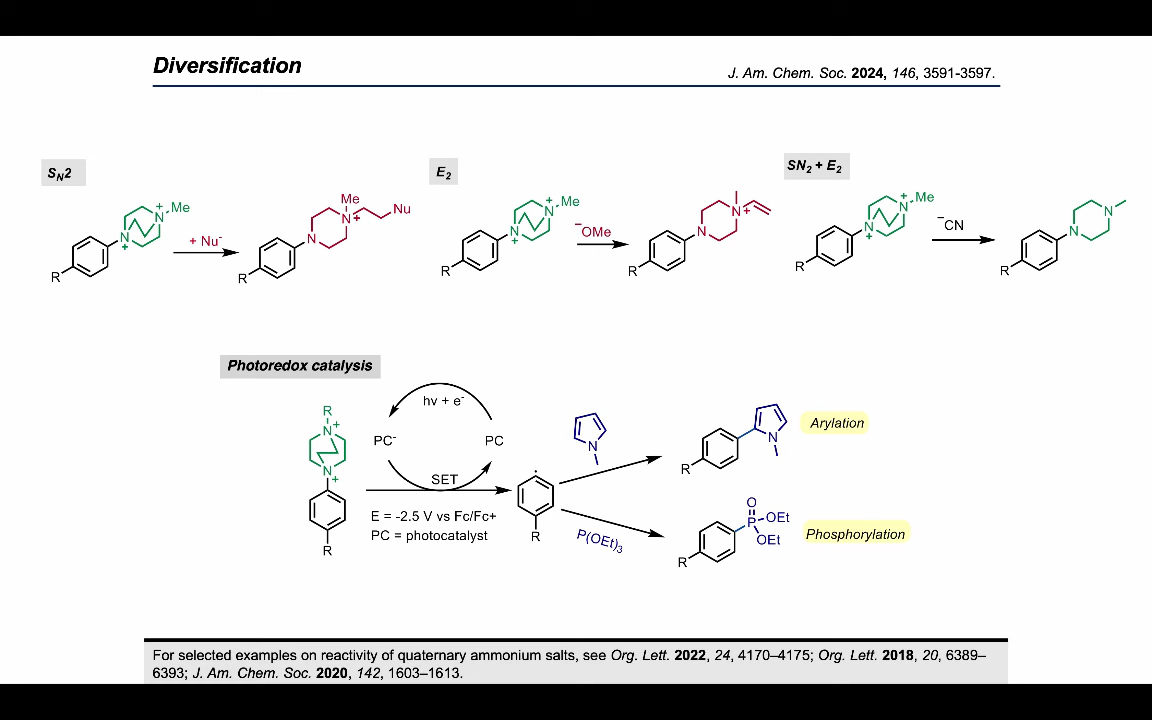 Diversification
J. Am. Chem. Soc. 2024, 146, 3591-3597.
SN2
E2
SN2 + E2
+ Me
N
N
+
R
+ Nu-
Me
N
+
Nu
N
R
+ Me
N
N
+
R
-OMe
N
+
N
R
+ Me
N
N
+
R
-CN
N
N
R
Photoredox catalysis
R
N+
N
+
R
hv + e-
PC-
PC
SET
E = -2.5 V vs Fc/Fc+
PC = photocatalyst
R
N
P(OEt)3
N
R
Arylation
O
P
OEt
OEt
R
Phosphorylation
For selected examples on reactivity of quaternary ammonium salts, see Org. Lett. 2022, 24, 4170–4175; Org. Lett. 2018, 20, 6389–
6393; J. Am. Chem. Soc. 2020, 142, 1603–1613.